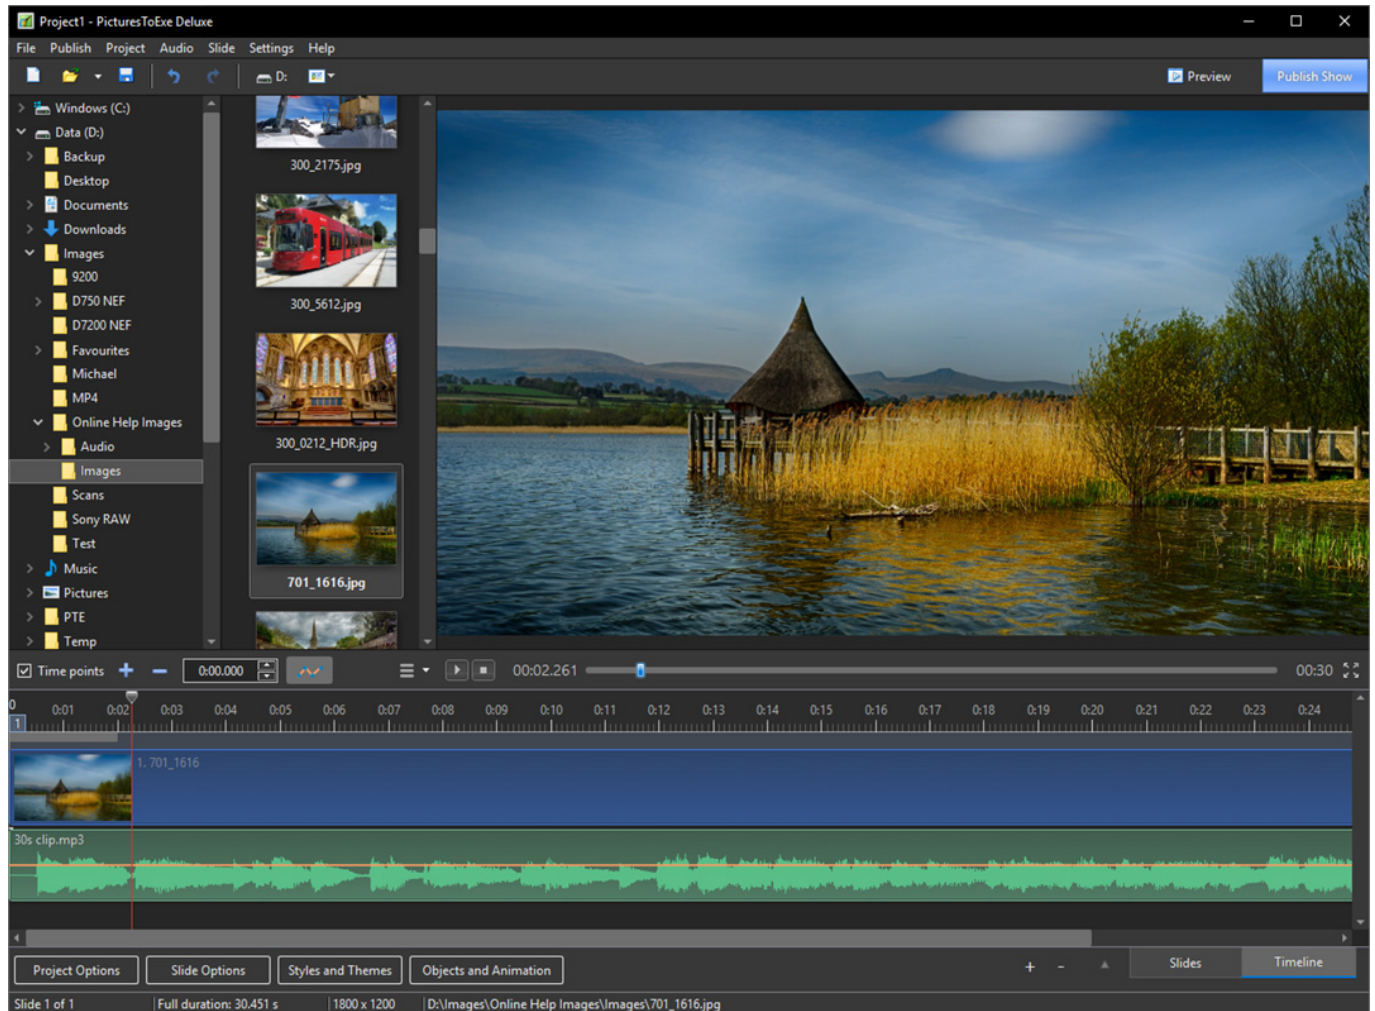 Project1 - PicturesToExe Deluxe
File Publish Project Audio Slide Settings Help
D: Preview Publish Show
Windows (C:)
Data (D:)
Backup
Desktop
Documents
Downloads
Images
9200
D750 NEF
D7200 NEF
Favourites
Michael
MP4
Online Help Images
Audio
Images
Scans
Sony RAW
Test
Music
Pictures
PTE
Temp
300_2175.jpg
300_5612.jpg
300_0212_HDR.jpg
701_1616.jpg
Time points 0:00.000 00:02.261 00:30
0 0:01 0:02 0:03 0:04 0:05 0:06 0:07 0:08 0:09 0:10 0:11 0:12 0:13 0:14 0:15 0:16 0:17 0:18 0:19 0:20 0:21 0:22 0:23 0:24
1
1. 701_1616
30s clip.mp3
Project Options Slide Options Styles and Themes Objects and Animation + - Slides Timeline
Slide 1 of 1 Full duration: 30.451 s 1800 x 1200 D:\Images\Online Help Images\Images\701_1616.jpg